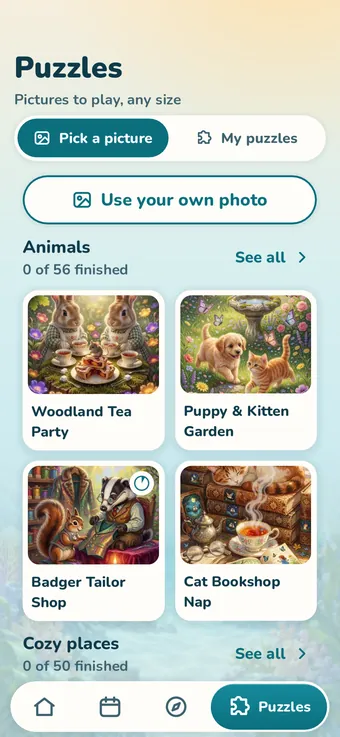 Puzzles
Pictures to play, any size
Pick a picture
My puzzles
Use your own photo
Animals
See all
0 of 56 finished
Woodland Tea
Party
Puppy & Kitten
Garden
Badger Tailor
Shop
Cat Bookshop
Nap
Cozy places
See all
0 of 50 finished
Puzzles